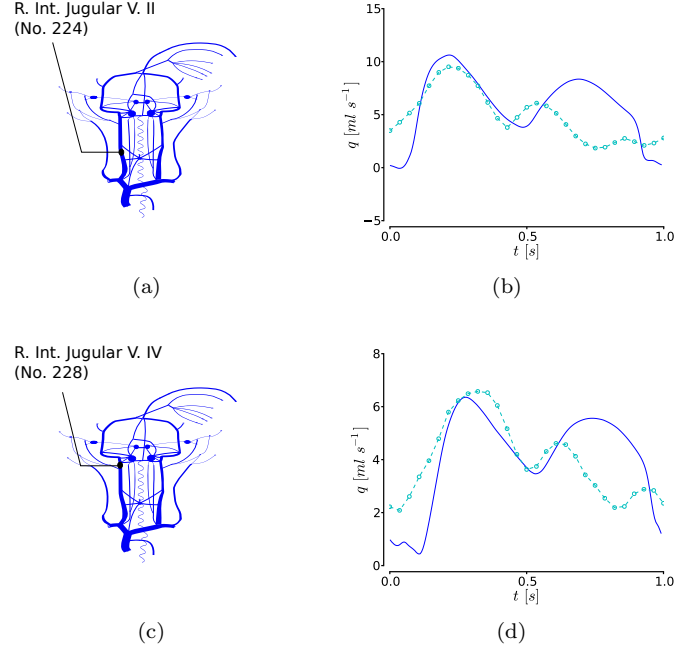 R. Int. Jugular V. II
(No. 224)
15
10
5
0
−5
q [ml s⁻¹]
0.0
0.5
1.0
t [s]
(a)
(b)
R. Int. Jugular V. IV
(No. 228)
8
6
4
2
0
q [ml s⁻¹]
0.0
0.5
1.0
t [s]
(c)
(d)